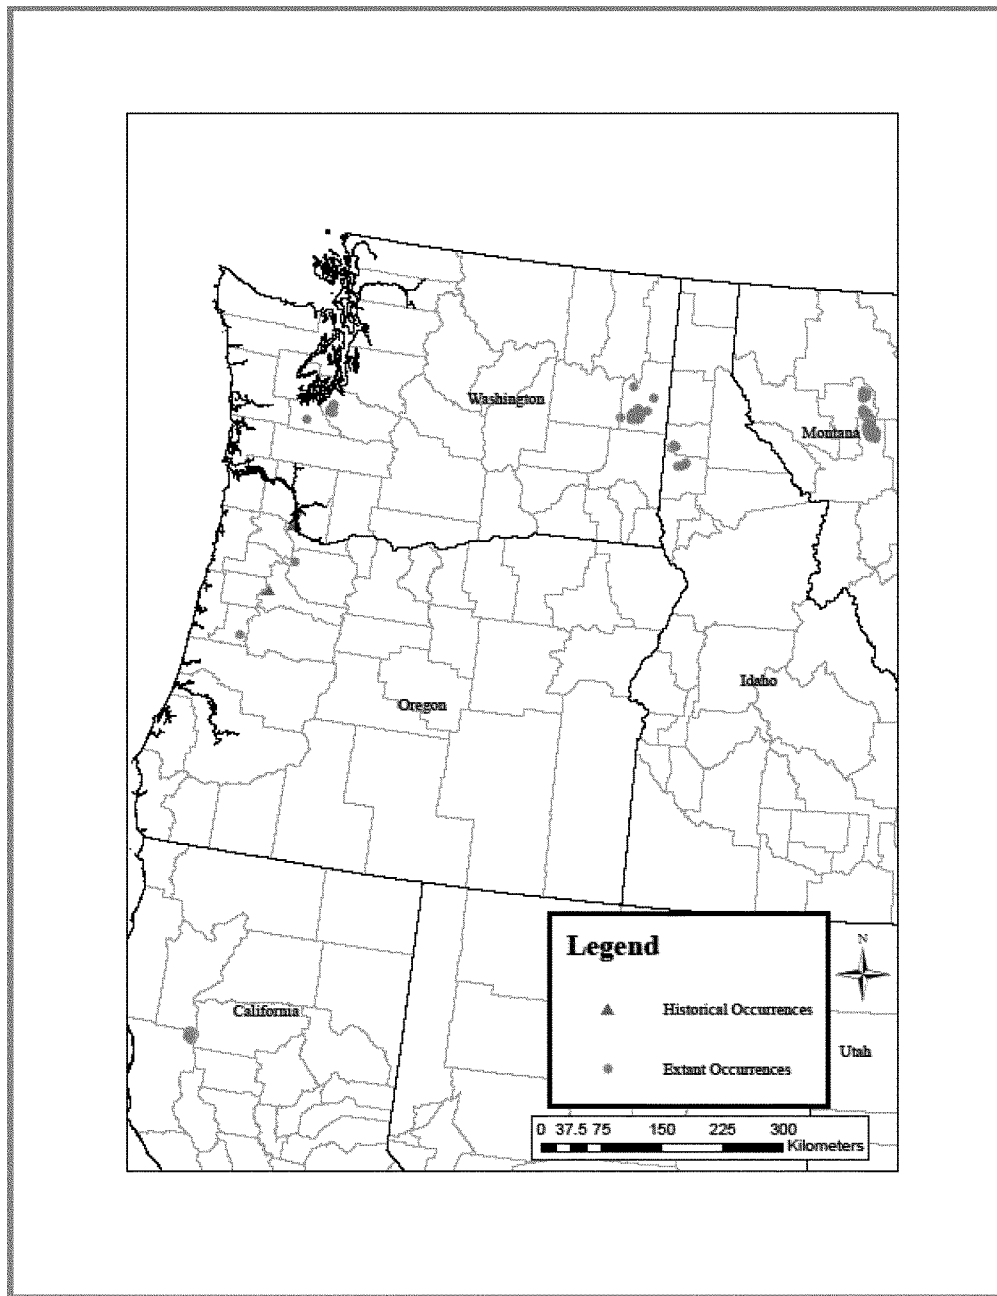 Washington
Montana
Idaho
Oregon
Legend
N
Historical Occurrences
California
Utah
Extant Occurrences
0 37.5 75 150 225 300
Kilometers